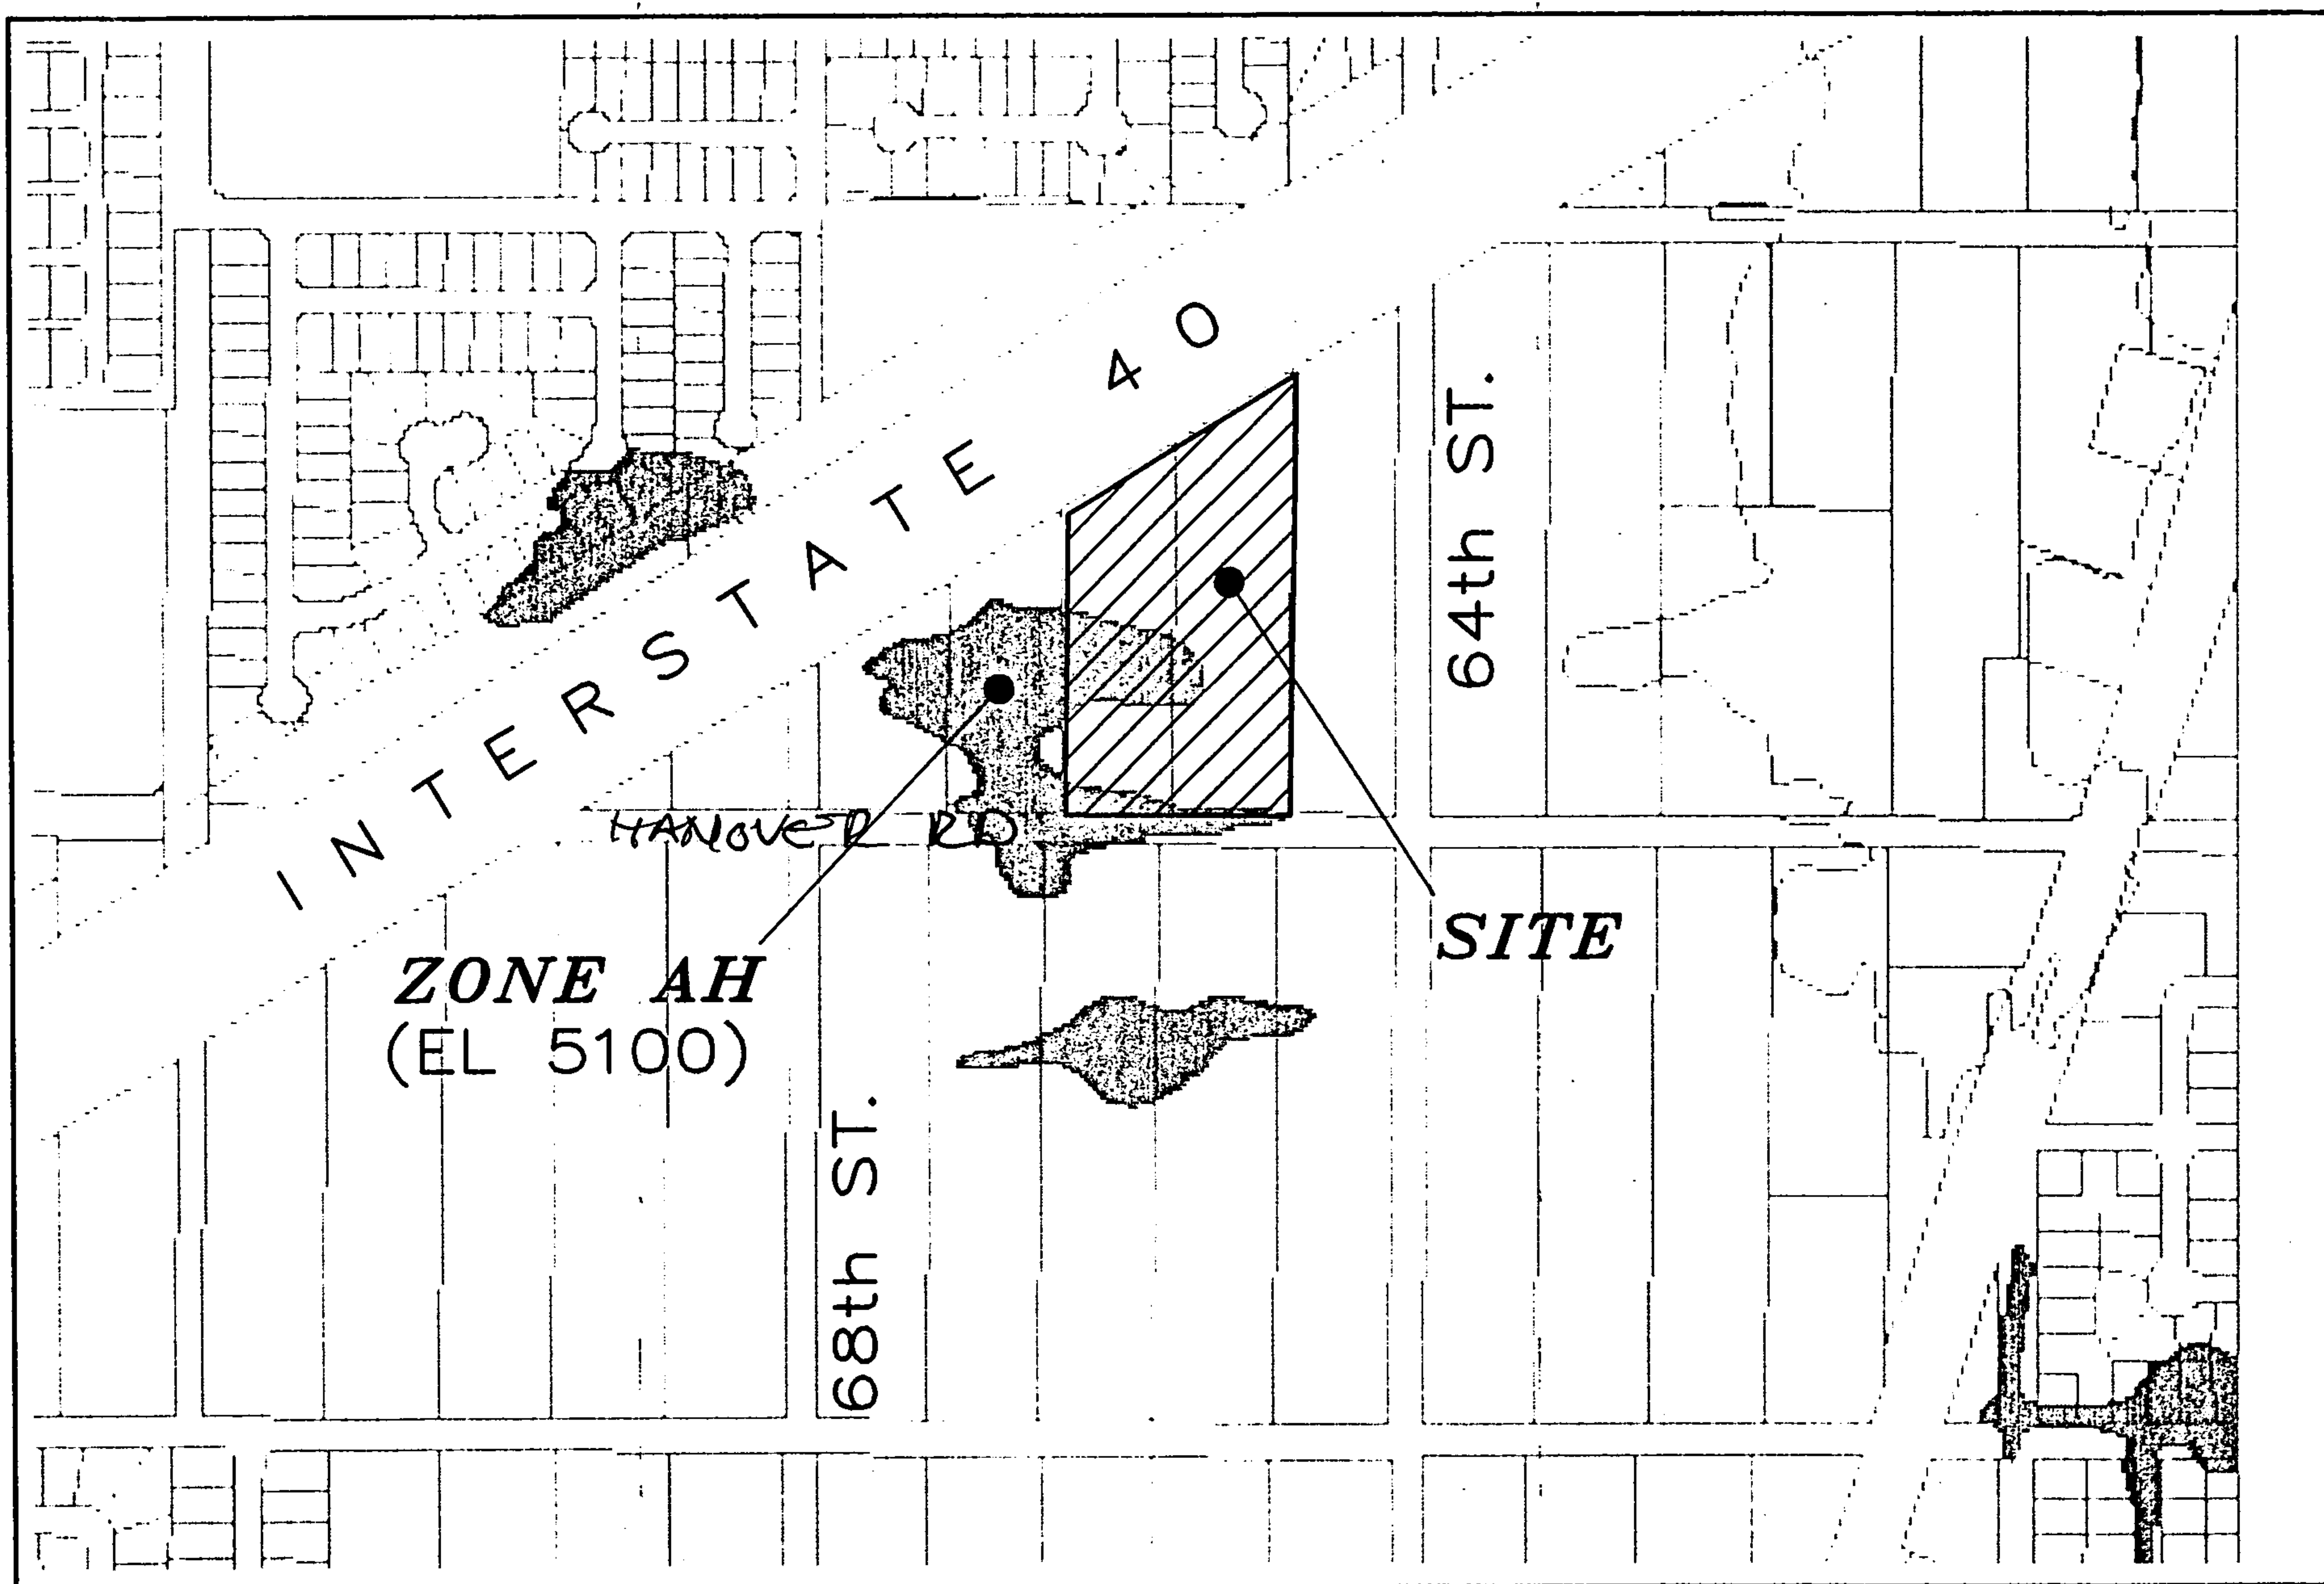 INTERSTATE 40
64th ST.
HANOVER RD
SITE
ZONE AH
(EL 5100)
68th ST.